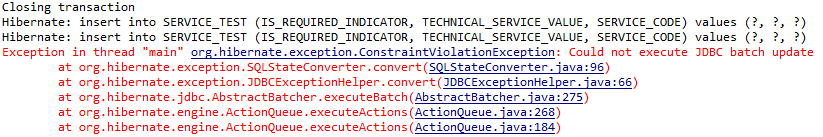 Closing transaction
Hibernate: insert into SERVICE_TEST (IS_REQUIRED_INDICATOR, TECHNICAL_SERVICE_VALUE, SERVICE_CODE) values (?, ?, ?)
Hibernate: insert into SERVICE_TEST (IS_REQUIRED_INDICATOR, TECHNICAL_SERVICE_VALUE, SERVICE_CODE) values (?, ?, ?)
Exception in thread "main" org.hibernate.exception.ConstraintViolationException: Could not execute JDBC batch update
at org.hibernate.exception.SQLStateConverter.convert(SQLStateConverter.java:96)
at org.hibernate.exception.JDBCExceptionHelper.convert(JDBCExceptionHelper.java:66)
at org.hibernate.jdbc.AbstractBatcher.executeBatch(AbstractBatcher.java:275)
at org.hibernate.engine.ActionQueue.executeActions(ActionQueue.java:268)
at org.hibernate.engine.ActionQueue.executeActions(ActionQueue.java:184)